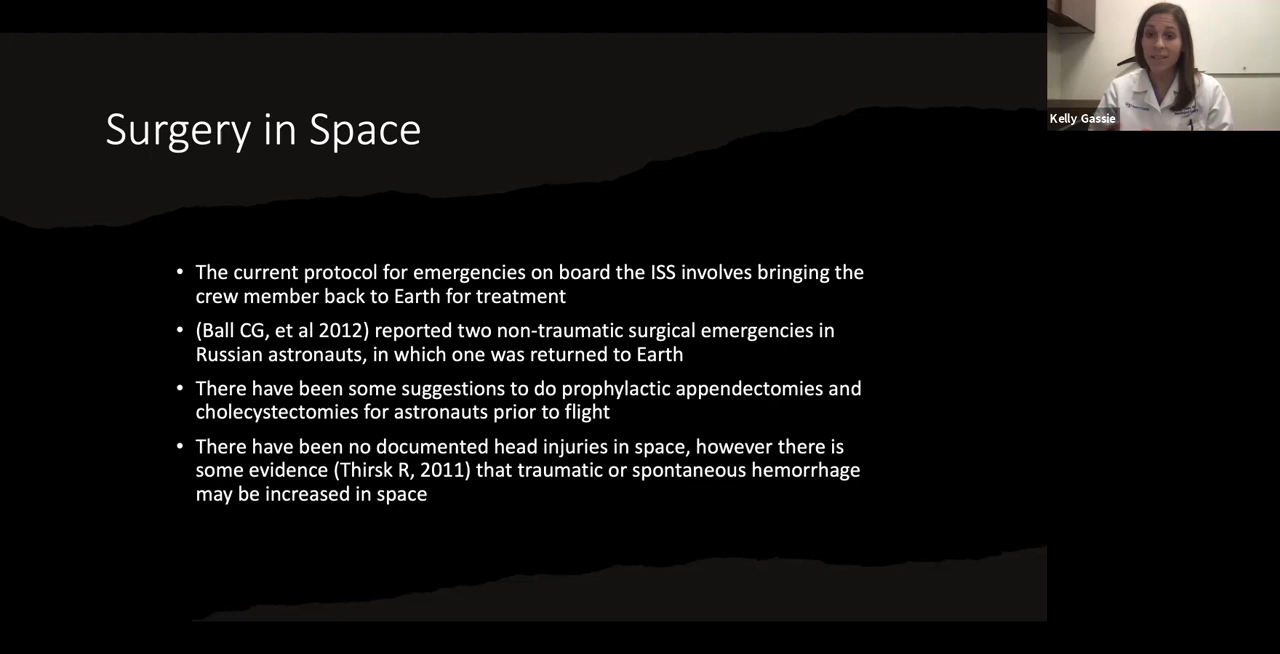 Surgery in Space
Kelly Gassie
• The current protocol for emergencies on board the ISS involves bringing the
crew member back to Earth for treatment
• (Ball CG, et al 2012) reported two non-traumatic surgical emergencies in
Russian astronauts, in which one was returned to Earth
• There have been some suggestions to do prophylactic appendectomies and
cholecystectomies for astronauts prior to flight
• There have been no documented head injuries in space, however there is
some evidence (Thirsk R, 2011) that traumatic or spontaneous hemorrhage
may be increased in space